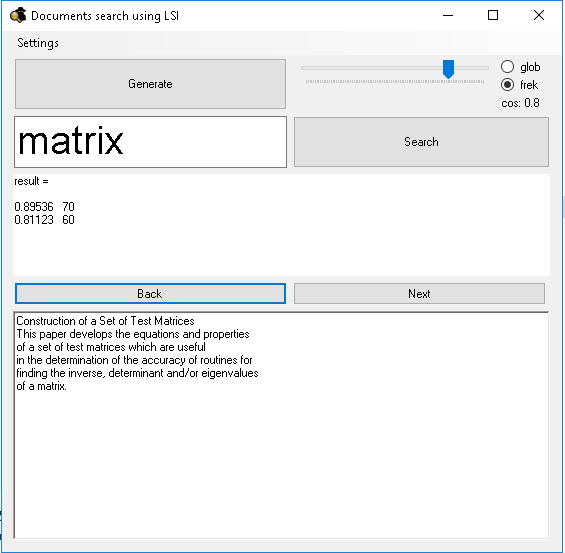 Documents search using LSI
Settings
Generate
glob
frek
cos: 0.8
matrix
Search
result =
0.89536 70
0.81123 60
Back
Next
Construction of a Set of Test Matrices
This paper develops the equations and properties
of a set of test matrices which are useful
in the determination of the accuracy of routines for
finding the inverse, determinant and/or eigenvalues
of a matrix.